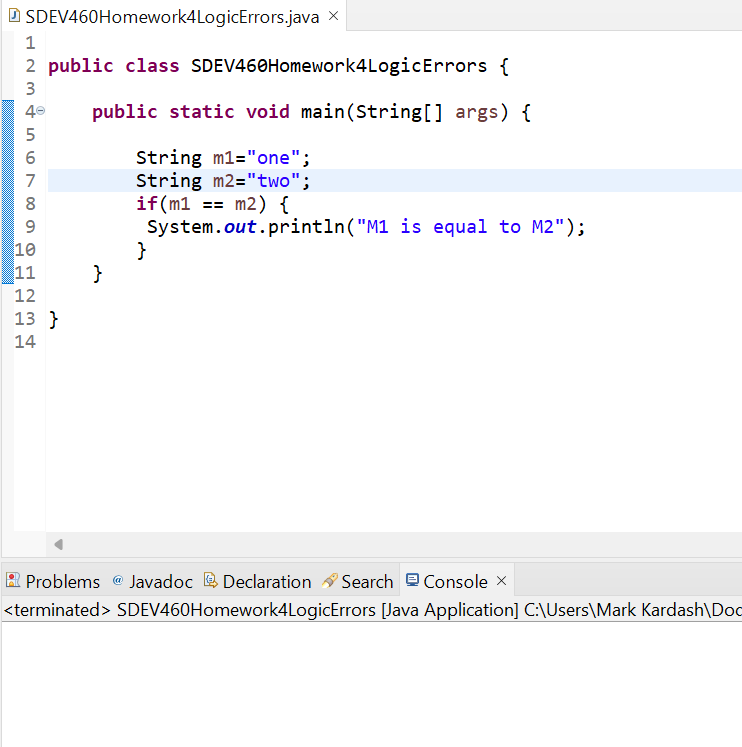 SDEV460Homework4LogicErrors.java
1
2 public class SDEV460Homework4LogicErrors {
3
4 public static void main(String[] args) {
5
6 String m1="one";
7 String m2="two";
8 if(m1 == m2) {
9 System.out.println("M1 is equal to M2");
10 }
11 }
12
13 }
14
Problems @ Javadoc Declaration Search Console
<terminated> SDEV460Homework4LogicErrors [Java Application] C:\Users\Mark Kardash\Doc